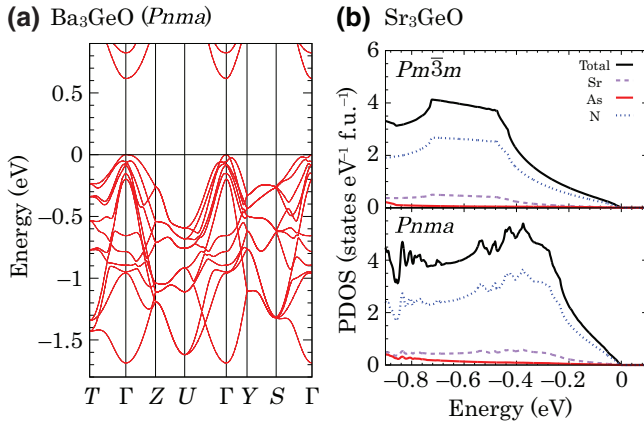 (a) Ba₃GeO (Pnma)
Energy (eV)
0.5
0
−0.5
−1
−1.5
T Γ Z U Γ Y S Γ
(b) Sr₃GeO
PDOS (states eV⁻¹ f.u.⁻¹)
6
Pm3̅m
Total
Sr
As
N
4
2
0
Pnma
4
2
0
−0.8 −0.6 −0.4 −0.2 0
Energy (eV)